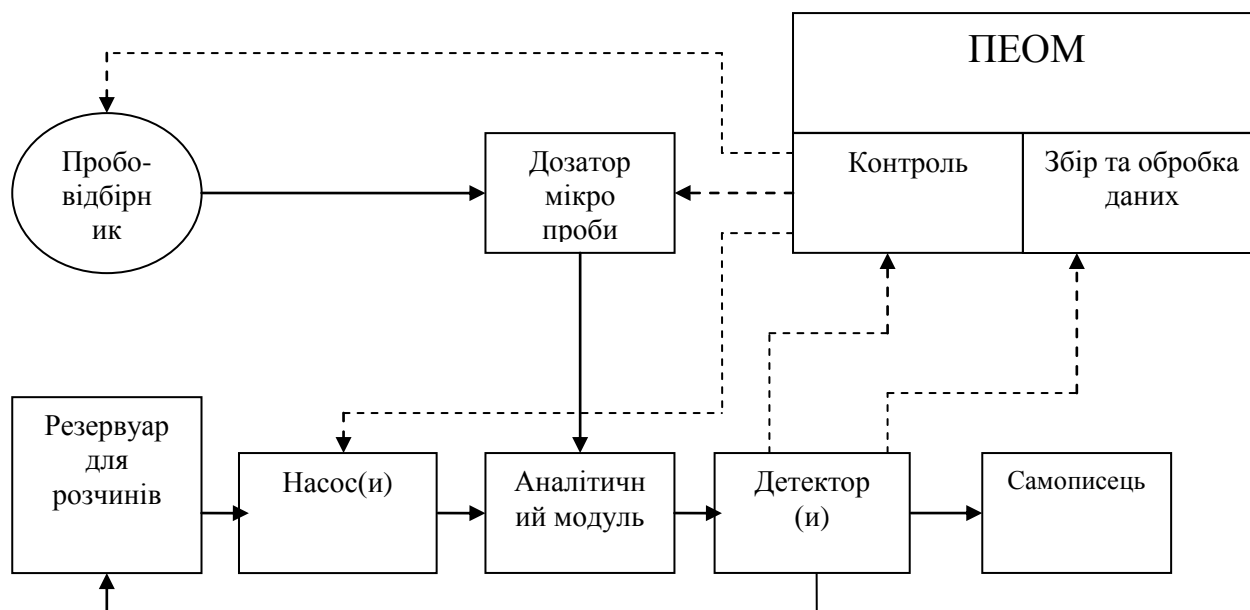 ПЕОМ
Пробо-
відбірн
ик
Дозатор
мікро
проби
Контроль
Збір та обробка
даних
Резервуар
для
розчинів
Насос(и)
Аналітичн
ий модуль
Детектор
(и)
Самописець